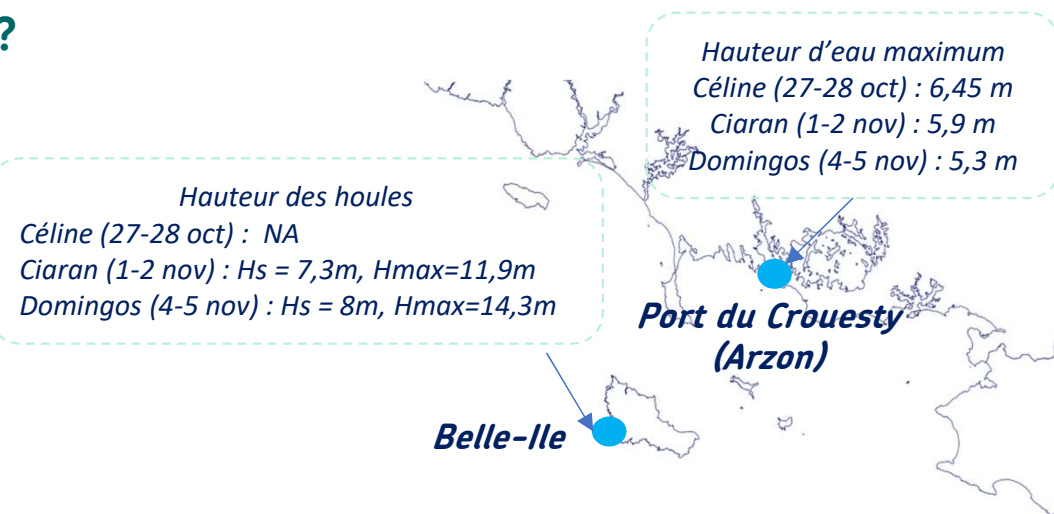 ?
Hauteur d’eau maximum
Céline (27-28 oct) : 6,45 m
Ciaran (1-2 nov) : 5,9 m
Domingos (4-5 nov) : 5,3 m
Hauteur des houles
Céline (27-28 oct) : NA
Ciaran (1-2 nov) : Hs = 7,3m, Hmax=11,9m
Domingos (4-5 nov) : Hs = 8m, Hmax=14,3m
Port du Crouesty
(Arzon)
Belle-Ile